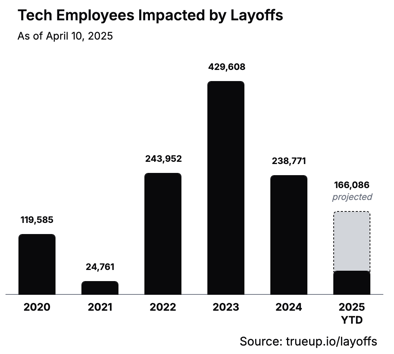 Tech Employees Impacted by Layoffs
As of April 10, 2025
429,608
243,952
238,771
166,086
projected
119,585
24,761
2020 2021 2022 2023 2024 2025
YTD
Source: trueup.io/layoffs